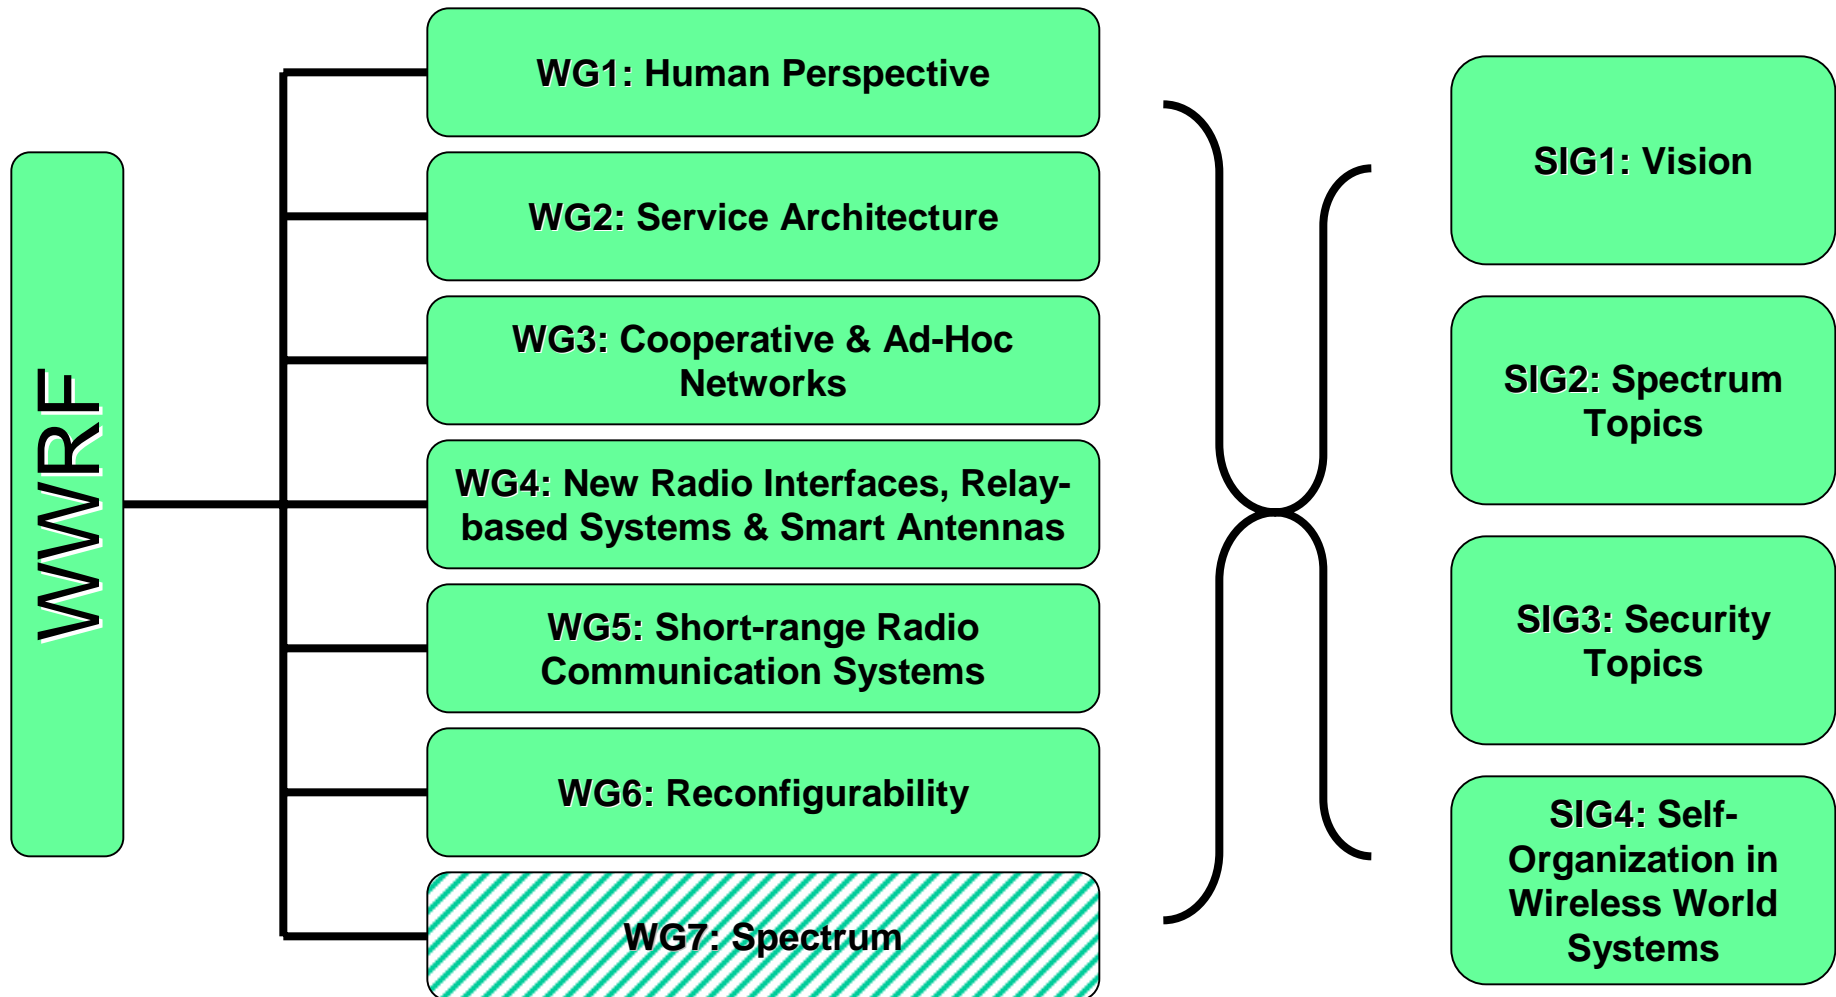 WWRF
WG1: Human Perspective
WG2: Service Architecture
WG3: Cooperative & Ad-Hoc
Networks
WG4: New Radio Interfaces, Relay-
based Systems & Smart Antennas
WG5: Short-range Radio
Communication Systems
WG6: Reconfigurability
WG7: Spectrum
SIG1: Vision
SIG2: Spectrum
Topics
SIG3: Security
Topics
SIG4: Self-
Organization in
Wireless World
Systems